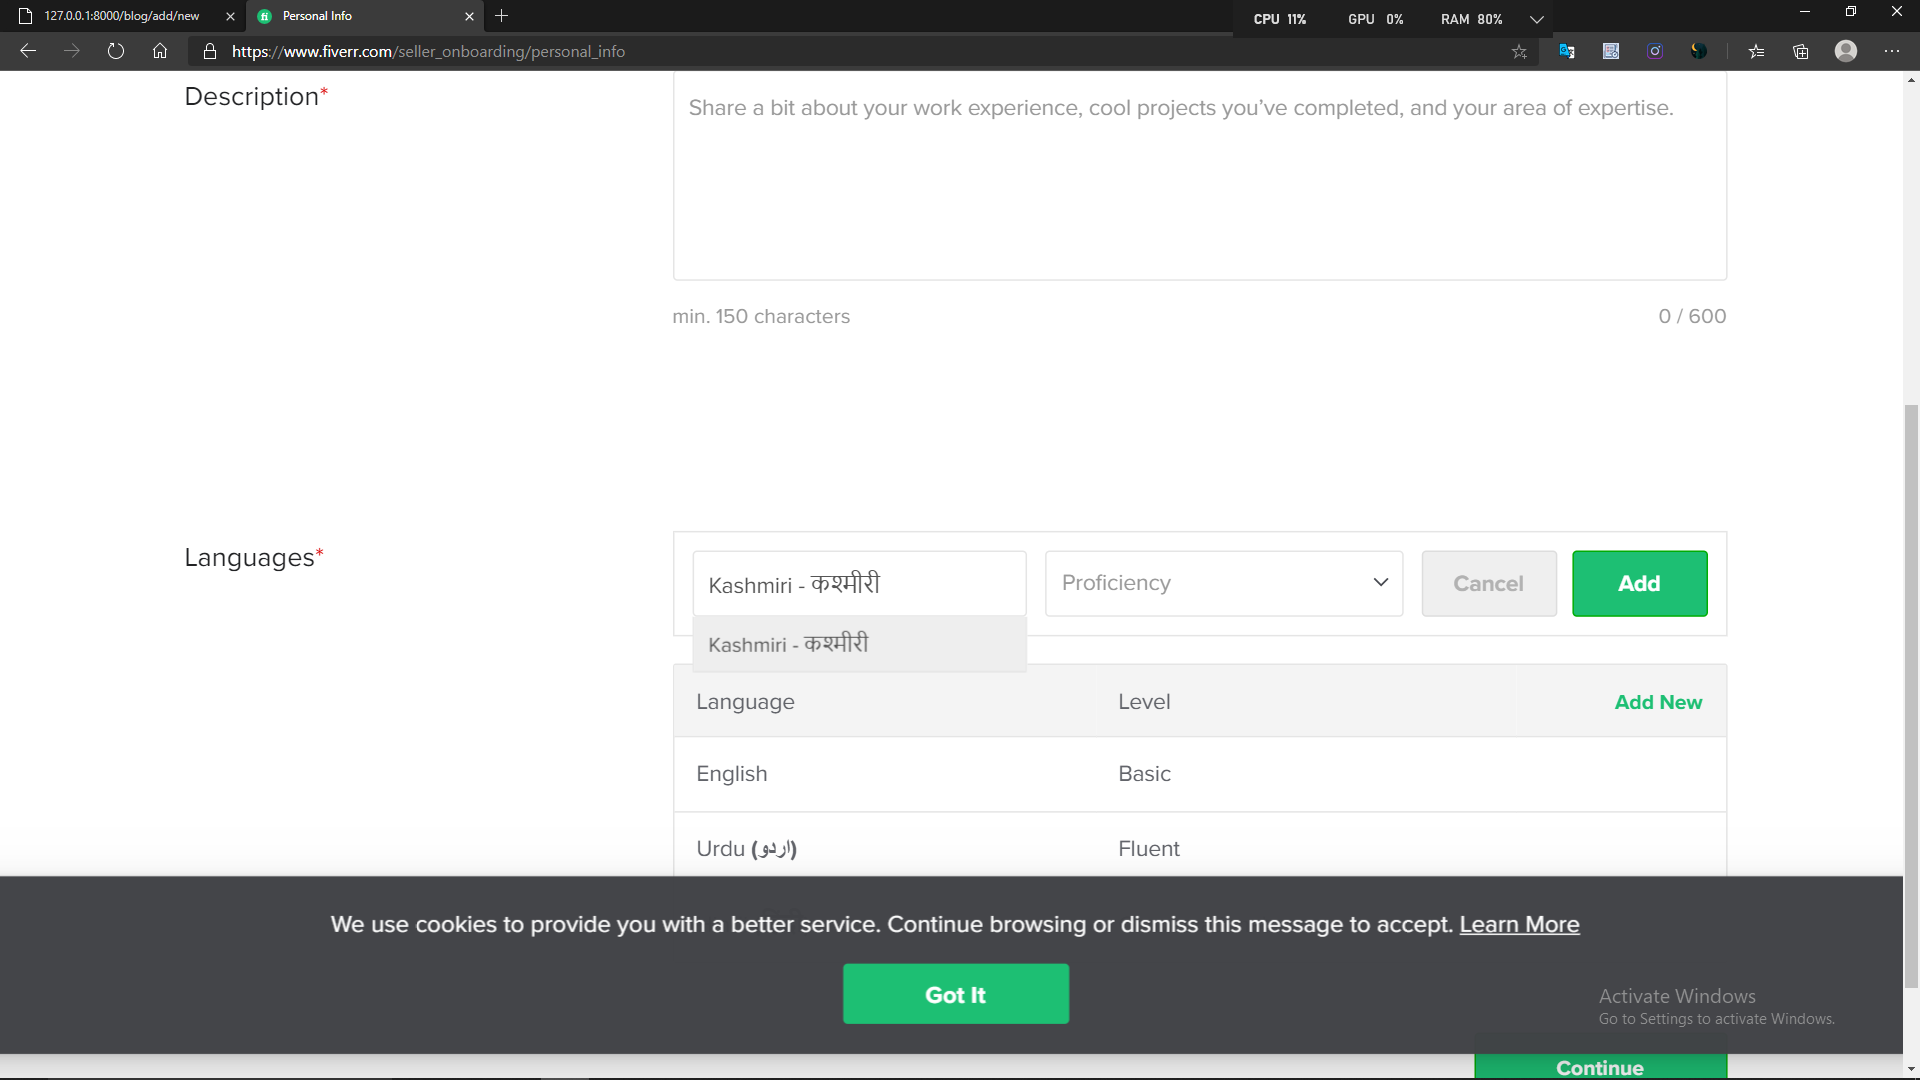 127.0.0.1:8000/blog/add/new
Personal Info
CPU 11% GPU 0% RAM 80%
https://www.fiverr.com/seller_onboarding/personal_info
Description*
Share a bit about your work experience, cool projects you've completed, and your area of expertise.
min. 150 characters
0 / 600
Languages*
Kashmiri - कश्मीरी
Proficiency
Cancel
Add
Kashmiri - कश्मीरी
Language Level Add New
English Basic
Urdu (اردو) Fluent
We use cookies to provide you with a better service. Continue browsing or dismiss this message to accept. Learn More
Got It
Activate Windows
Go to Settings to activate Windows.
Continue